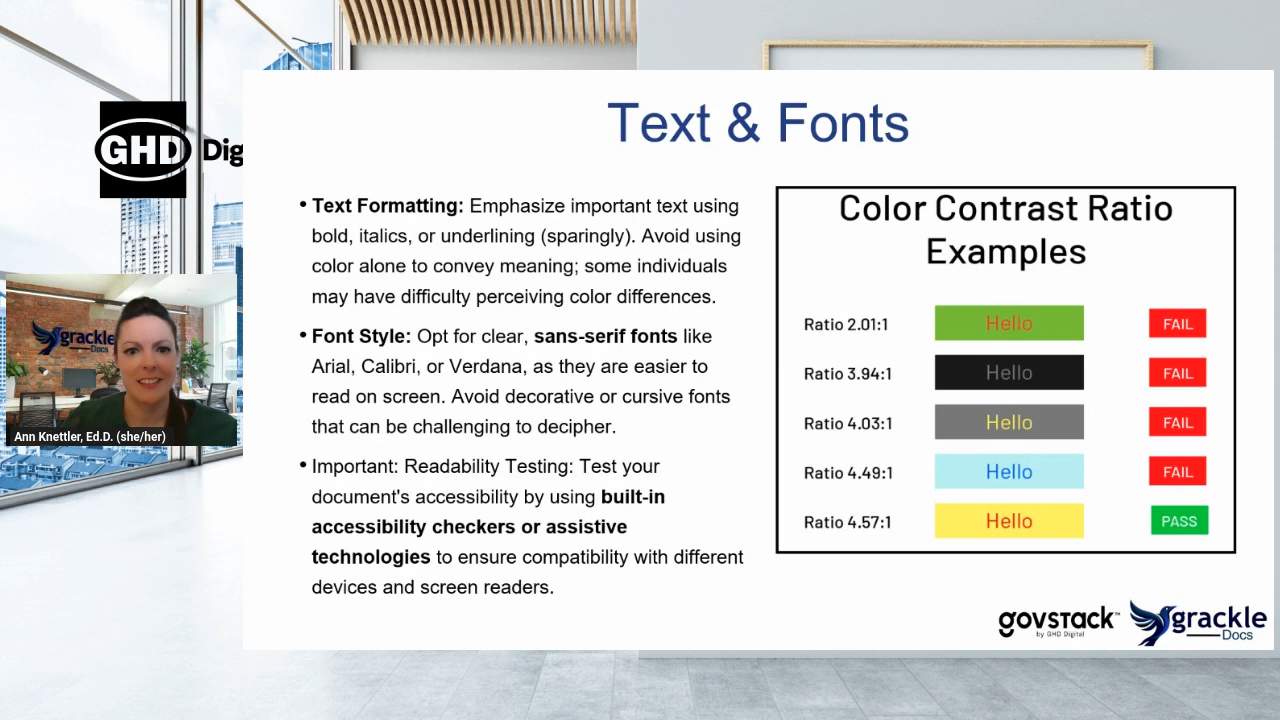 Text & Fonts
GHD Dig
• Text Formatting: Emphasize important text using
bold, italics, or underlining (sparingly). Avoid using
color alone to convey meaning; some individuals
may have difficulty perceiving color differences.
• Font Style: Opt for clear, sans-serif fonts like
Arial, Calibri, or Verdana, as they are easier to
read on screen. Avoid decorative or cursive fonts
that can be challenging to decipher.
• Important: Readability Testing: Test your
document's accessibility by using built-in
accessibility checkers or assistive
technologies to ensure compatibility with different
devices and screen readers.
Color Contrast Ratio
Examples
Ratio 2.01:1 Hello FAIL
Ratio 3.94:1 Hello FAIL
Ratio 4.03:1 Hello FAIL
Ratio 4.49:1 Hello FAIL
Ratio 4.57:1 Hello PASS
grackle
Docs
Ann Knettler, Ed.D. (she/her)
govstack™
by GHD Digital
grackle
Docs